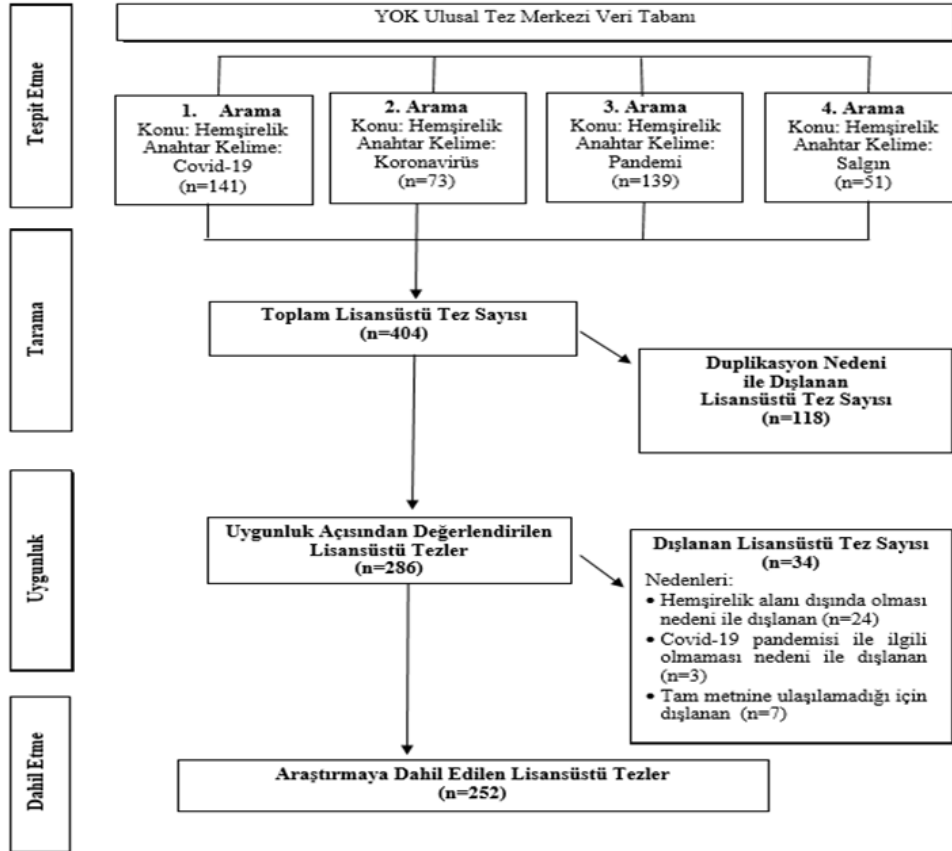 YOK Ulusal Tez Merkezi Veri Tabanı
Tespit Etme
1. Arama
Konu: Hemşirelik
Anahtar Kelime:
Covid-19
(n=141)
2. Arama
Konu: Hemşirelik
Anahtar Kelime:
Koronavirüs
(n=73)
3. Arama
Konu: Hemşirelik
Anahtar Kelime:
Pandemi
(n=139)
4. Arama
Konu: Hemşirelik
Anahtar Kelime:
Salgın
(n=51)
Tarama
Toplam Lisansüstü Tez Sayısı
(n=404)
Duplikasyon Nedeni
ile Dışlanan
Lisansüstü Tez Sayısı
(n=118)
Uygunluk
Uygunluk Açısından Değerlendirilen
Lisansüstü Tezler
(n=286)
Dışlanan Lisansüstü Tez Sayısı
(n=34)
Nedenleri:
• Hemşirelik alanı dışında olması
nedeni ile dışlanan (n=24)
• Covid-19 pandemisi ile ilgili
olmaması nedeni ile dışlanan
(n=3)
• Tam metnine ulaşılamadığı için
dışlanan (n=7)
Dahil Etme
Araştırmaya Dahil Edilen Lisansüstü Tezler
(n=252)